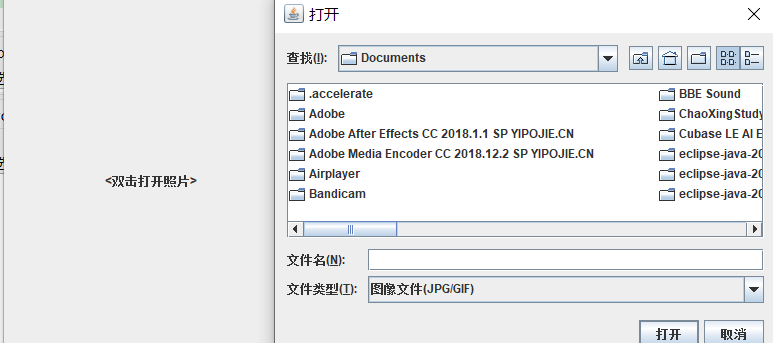 打开
查找(I):
Documents
.accelerate
Adobe
Adobe After Effects CC 2018.1.1 SP YIPOJIE.CN
Adobe Media Encoder CC 2018.12.2 SP YIPOJIE.CN
Airplayer
Bandicam
BBE Sound
ChaoXingStudy
Cubase LE AI E
eclipse-java-20
eclipse-java-20
eclipse-java-20
<双击打开照片>
文件名(N):
文件类型(T):
图像文件(JPG/GIF)
打开
取消